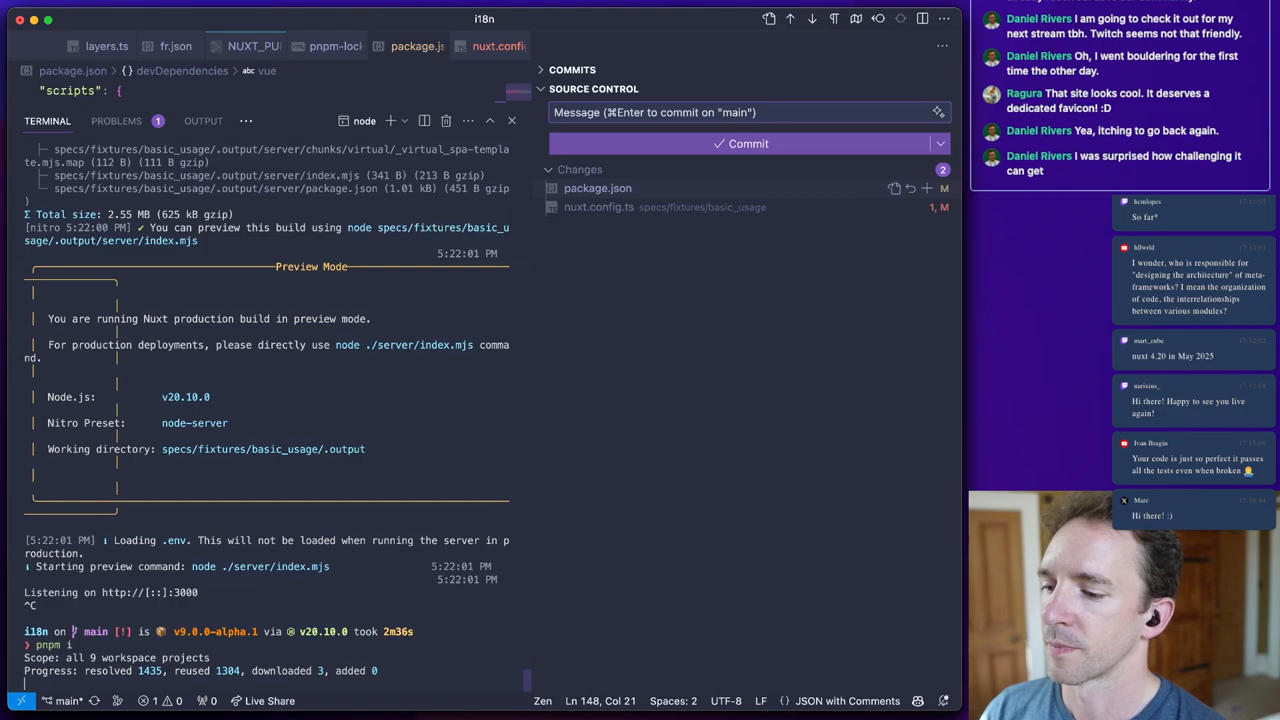 i18n
layers.ts
fr.json
NUXT_PU
pnpm-lock
package.js
nuxt.config
package.json
devDependencies
vue
"scripts": {
TERMINAL
PROBLEMS 1
OUTPUT
node
specs/fixtures/basic_usage/.output/server/chunks/virtual/_virtual_spa-templa
te.mjs.map (112 B) (111 B gzip)
specs/fixtures/basic_usage/.output/server/index.mjs (341 B) (213 B gzip)
specs/fixtures/basic_usage/.output/server/package.json (1.01 kB) (451 B gzip
)
Σ Total size: 2.55 MB (625 kB gzip)
[nitro 5:22:00 PM] ✔ You can preview this build using node specs/fixtures/basic_u
sage/.output/server/index.mjs
5:22:01 PM
Preview Mode
You are running Nuxt production build in preview mode.
For production deployments, please directly use node ./server/index.mjs comma
nd.
Node.js: v20.10.0
Nitro Preset: node-server
Working directory: specs/fixtures/basic_usage/.output
[5:22:01 PM] ℹ Loading .env. This will not be loaded when running the server in p
roduction.
ℹ Starting preview command: node ./server/index.mjs 5:22:01 PM
5:22:01 PM
Listening on http://[::]:3000
^C
i18n on main [!] is v9.0.0-alpha.1 via v20.10.0 took 2m36s
❯ pnpm i
Scope: all 9 workspace projects
Progress: resolved 1435, reused 1304, downloaded 3, added 0
main*
1 0
0
Live Share
COMMITS
SOURCE CONTROL
Message (⌘Enter to commit on "main")
Commit
Changes 2
package.json M
nuxt.config.ts specs/fixtures/basic_usage 1, M
Zen
Ln 148, Col 21
Spaces: 2
UTF-8
LF
{} JSON with Comments
Daniel Rivers I am going to check it out for my
next stream tbh. Twitch seems not that friendly.
Daniel Rivers Oh, I went bouldering for the first
time the other day.
Ragura That site looks cool. It deserves a
dedicated favicon! :D
Daniel Rivers Yea, itching to go back again.
Daniel Rivers I was surprised how challenging it
can get
hcmlopes 17:11:55
So far*
hllwrld 17:12:01
I wonder, who is responsible for
"designing the architecture" of meta-
frameworks? I mean the organization
of code, the interrelationships
between various modules?
mart_cube 17:12:02
nuxt 4.20 in May 2025
Hi there! Happy to see you live
again!
Ivan Bragin
Your code is just so perfect it passes
all the tests even when broken
Marc
Hi there! :)